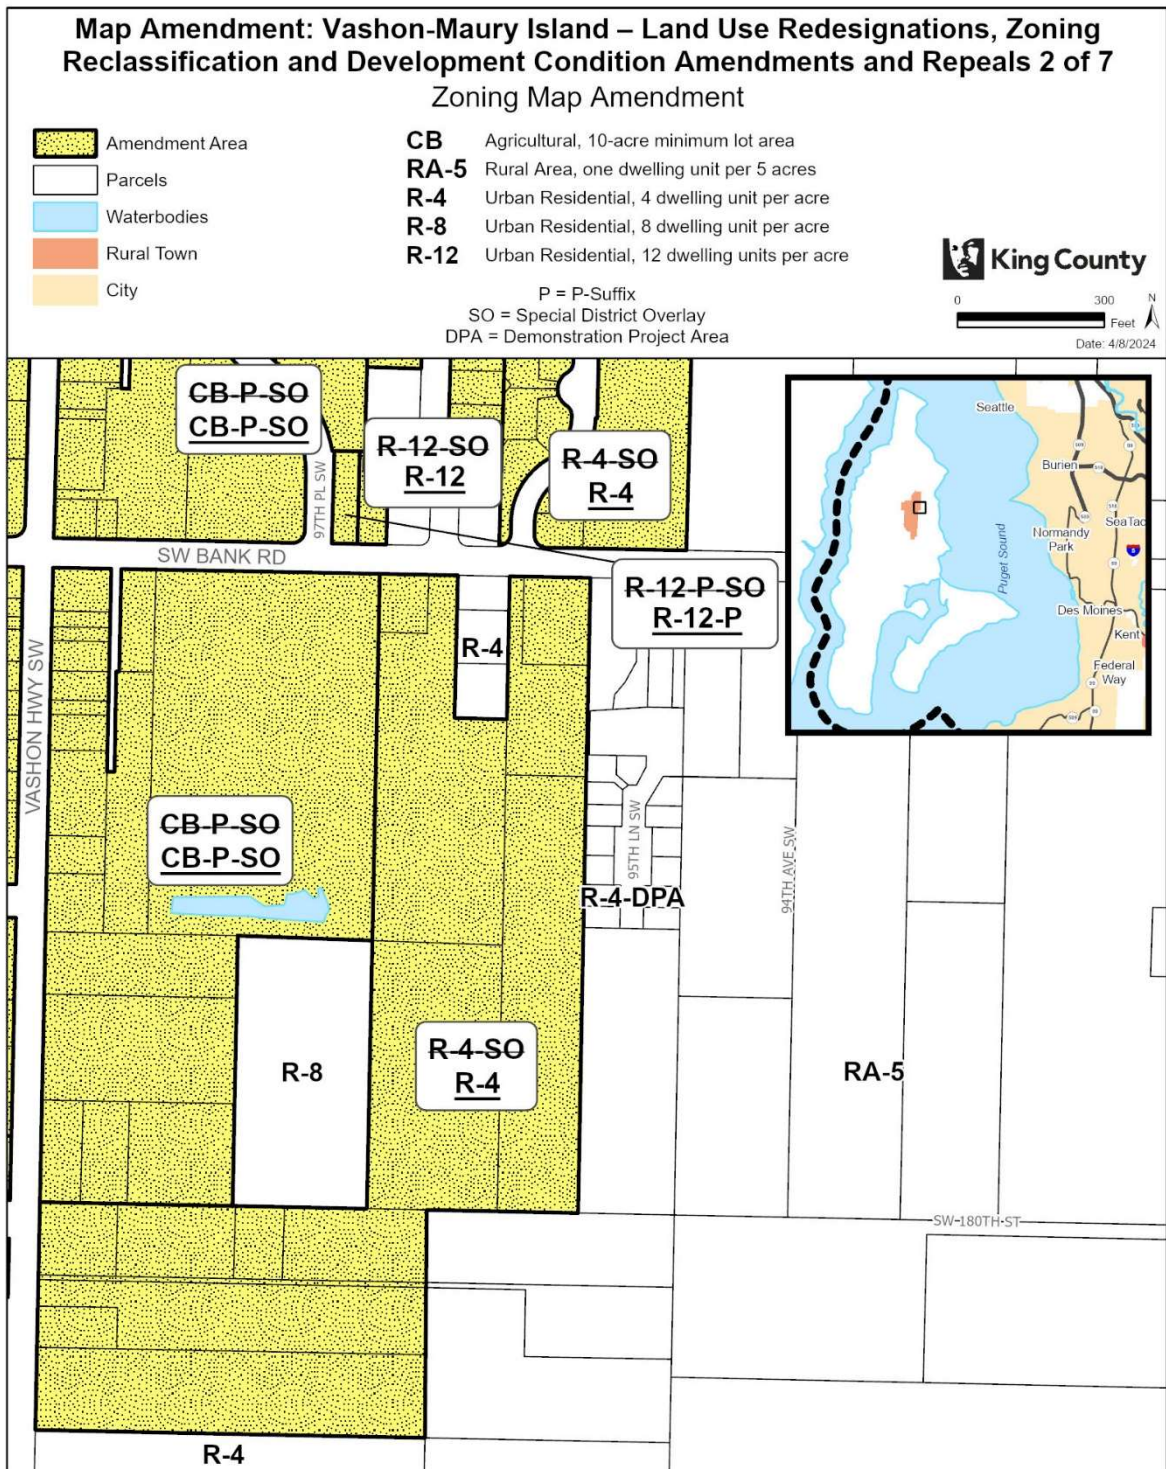 Map Amendment: Vashon-Maury Island – Land Use Redesignations, Zoning
Reclassification and Development Condition Amendments and Repeals 2 of 7
Zoning Map Amendment
Amendment Area
Parcels
Waterbodies
Rural Town
City
CB Agricultural, 10-acre minimum lot area
RA-5 Rural Area, one dwelling unit per 5 acres
R-4 Urban Residential, 4 dwelling unit per acre
R-8 Urban Residential, 8 dwelling unit per acre
R-12 Urban Residential, 12 dwelling units per acre
P = P-Suffix
SO = Special District Overlay
DPA = Demonstration Project Area
King County
0 300
Feet
N
Date: 4/8/2024
CB-P-SO
CB-P-SO
R-12-SO
R-12
R-4-SO
R-4
97TH PL SW
SW BANK RD
R-12-P-SO
R-12-P
R-4
VASHON HWY SW
CB-P-SO
CB-P-SO
95TH LN SW
94TH AVE SW
R-4-DPA
R-8
R-4-SO
R-4
RA-5
SW 180TH ST
R-4
Seattle
Burien
SeaTac
Normandy
Park
Puget Sound
Des Moines
Kent
Federal
Way